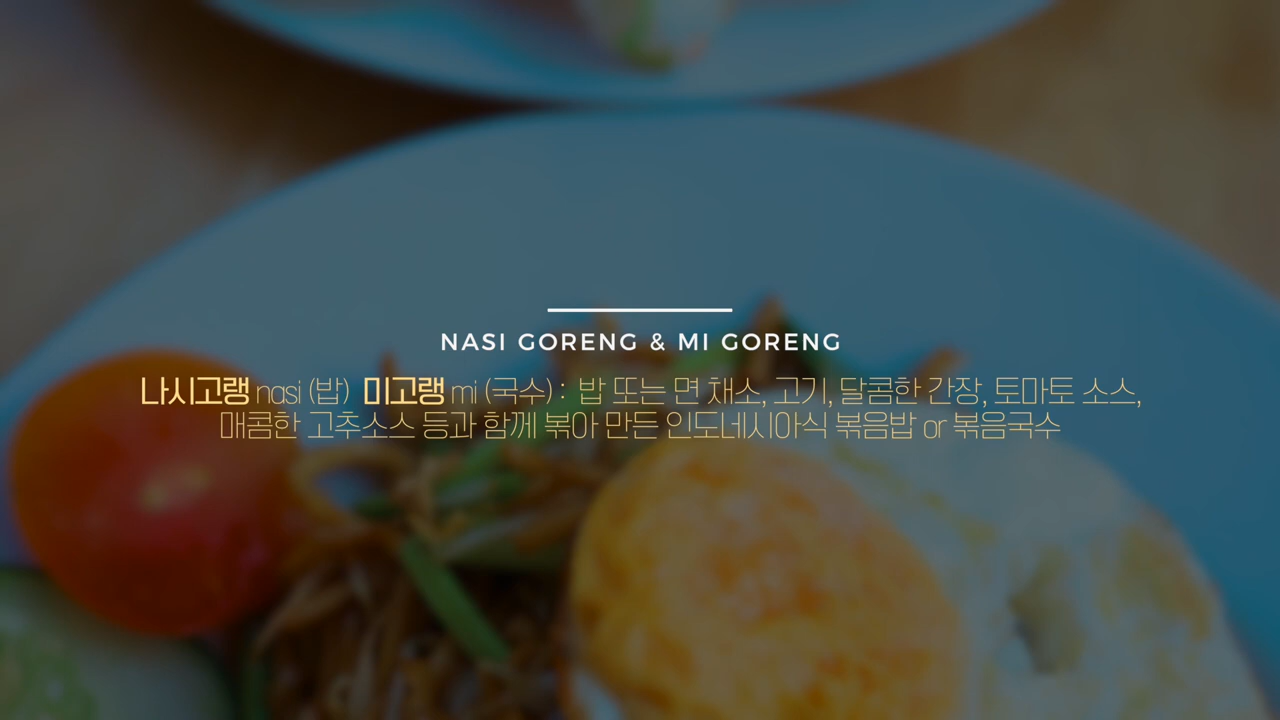 NASI GORENG & MI GORENG
나시고랭 nasi (밥) 미고랭 mi (국수) : 밥 또는 면 채소, 고기, 달콤한 간장, 토마토 소스,
매콤한 고추소스 등과 함께 볶아 만든 인도네시아식 볶음밥 or 볶음국수